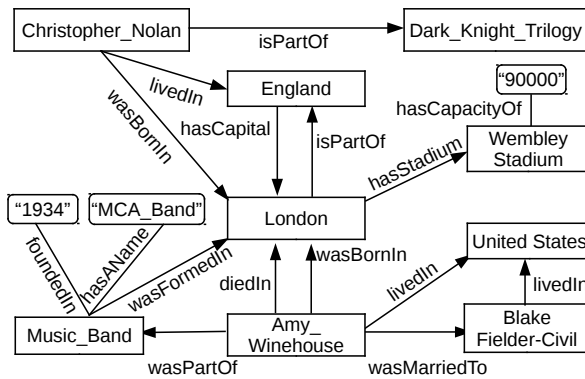 Christopher_Nolan
isPartOf
Dark_Knight_Trilogy
livedIn
wasBornIn
England
“90000”
hasCapacityOf
hasCapital
isPartOf
Wembley
Stadium
hasStadium
“1934”
“MCA_Band”
London
foundedIn
hasAName
wasFormedIn
diedIn
wasBornIn
United States
livedIn
livedIn
Music_Band
wasPartOf
Amy_
Winehouse
wasMarriedTo
Blake
Fielder-Civil